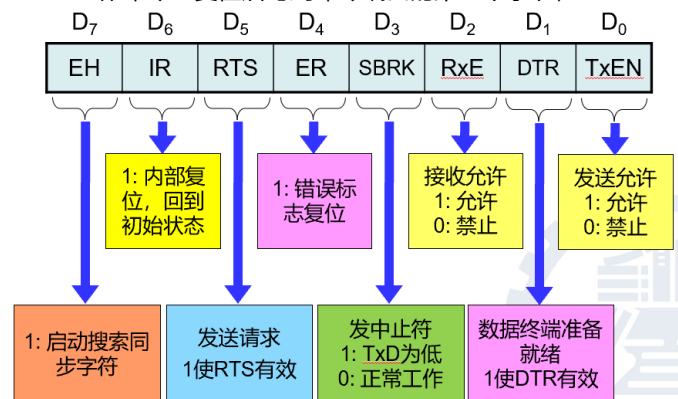 D7 D6 D5 D4 D3 D2 D1 D0
EH IR RTS ER SBRK RxE DTR TxEN
1: 内部复
位，回到
初始状态
1: 错误标
志复位
接收允许
1: 允许
0: 禁止
发送允许
1: 允许
0: 禁止
1: 启动搜索同
步字符
发送请求
1使RTS有效
发中止符
1: TxD为低
0: 正常工作
数据终端准备
就绪
1使DTR有效